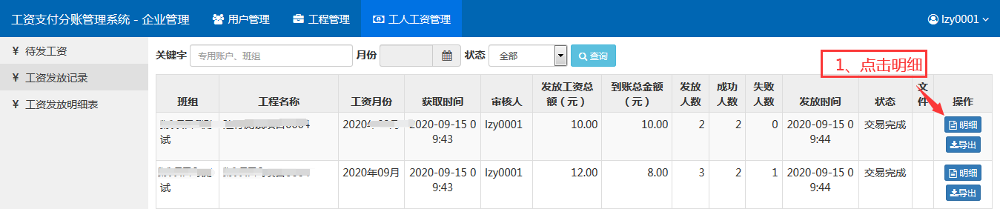 工资支付分账管理系统 - 企业管理 用户管理 工程管理 工人工资管理 lzy0001
¥ 待发工资
¥ 工资发放记录
¥ 工资发放明细表
关键字 专用账户、班组 月份 状态 全部 查询
1、点击明细
班组 工程名称 工资月份 获取时间 审核人 发放工资总额（元） 到账总金额（元） 发放人数 成功人数 失败人数 发放时间 状态 文件 操作
试 2020 2020-09-15 09:43 lzy0001 10.00 10.00 2 2 0 2020-09-15 09:44 交易完成 明细
导出
试 2020年09月 2020-09-15 09:43 lzy0001 12.00 8.00 3 2 1 2020-09-15 09:44 交易完成 明细
导出